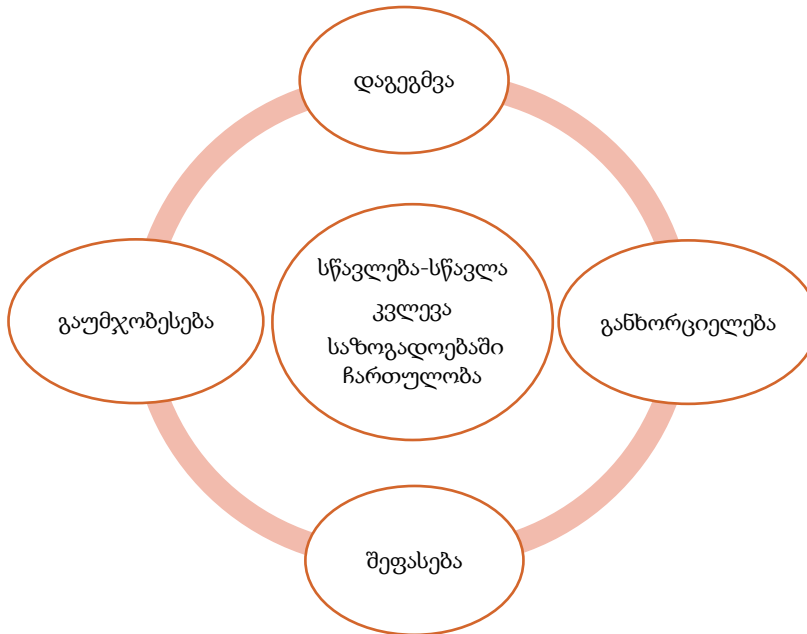 დაგეგმვა
სწავლება-სწავლა
კვლევა
საზოგადოებაში
ჩართულობა
გაუმჯობესება
განხორციელება
შეფასება